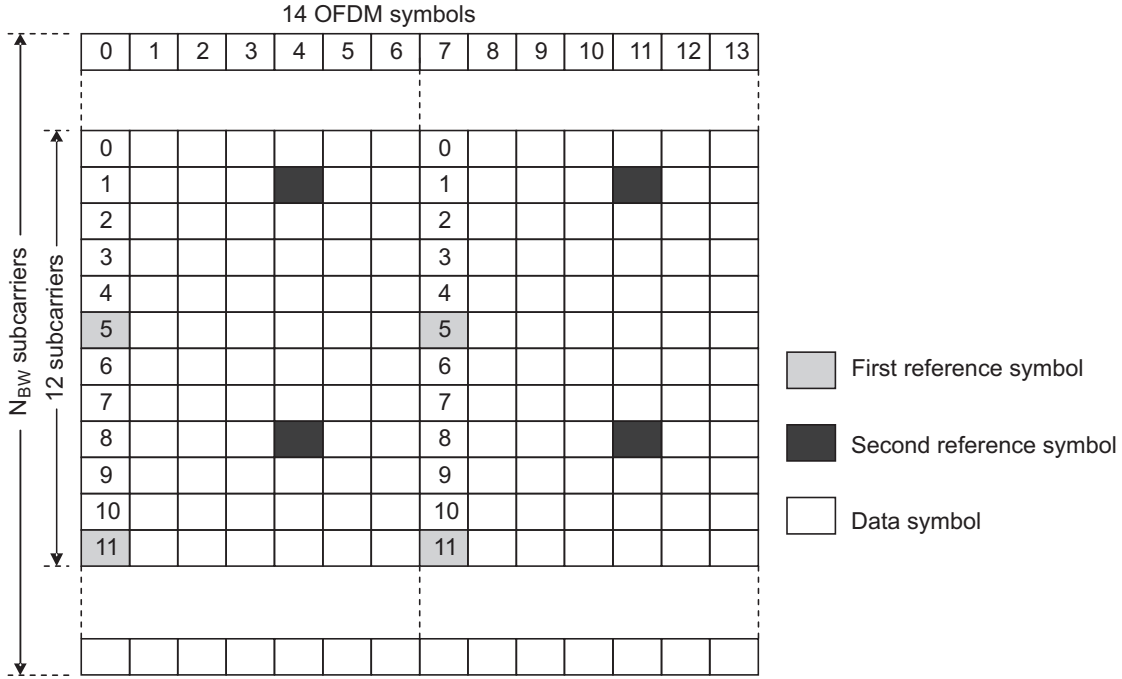 14 OFDM symbols
0 1 2 3 4 5 6 7 8 9 10 11 12 13
N_BW subcarriers
12 subcarriers
0 0
1 1
2 2
3 3
4 4
5 5
6 6
7 7
8 8
9 9
10 10
11 11
First reference symbol
Second reference symbol
Data symbol